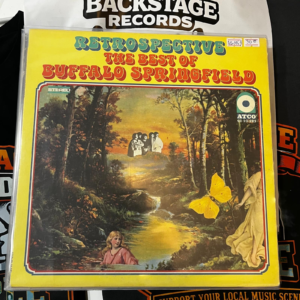 BACKSTAGE
RECORDS
RETROSPECTIVE
THE BEST OF
BUFFALO SPRINGFIELD
STEREO
ATCO
SUPPORT YOUR LOCAL MUSIC SCENE